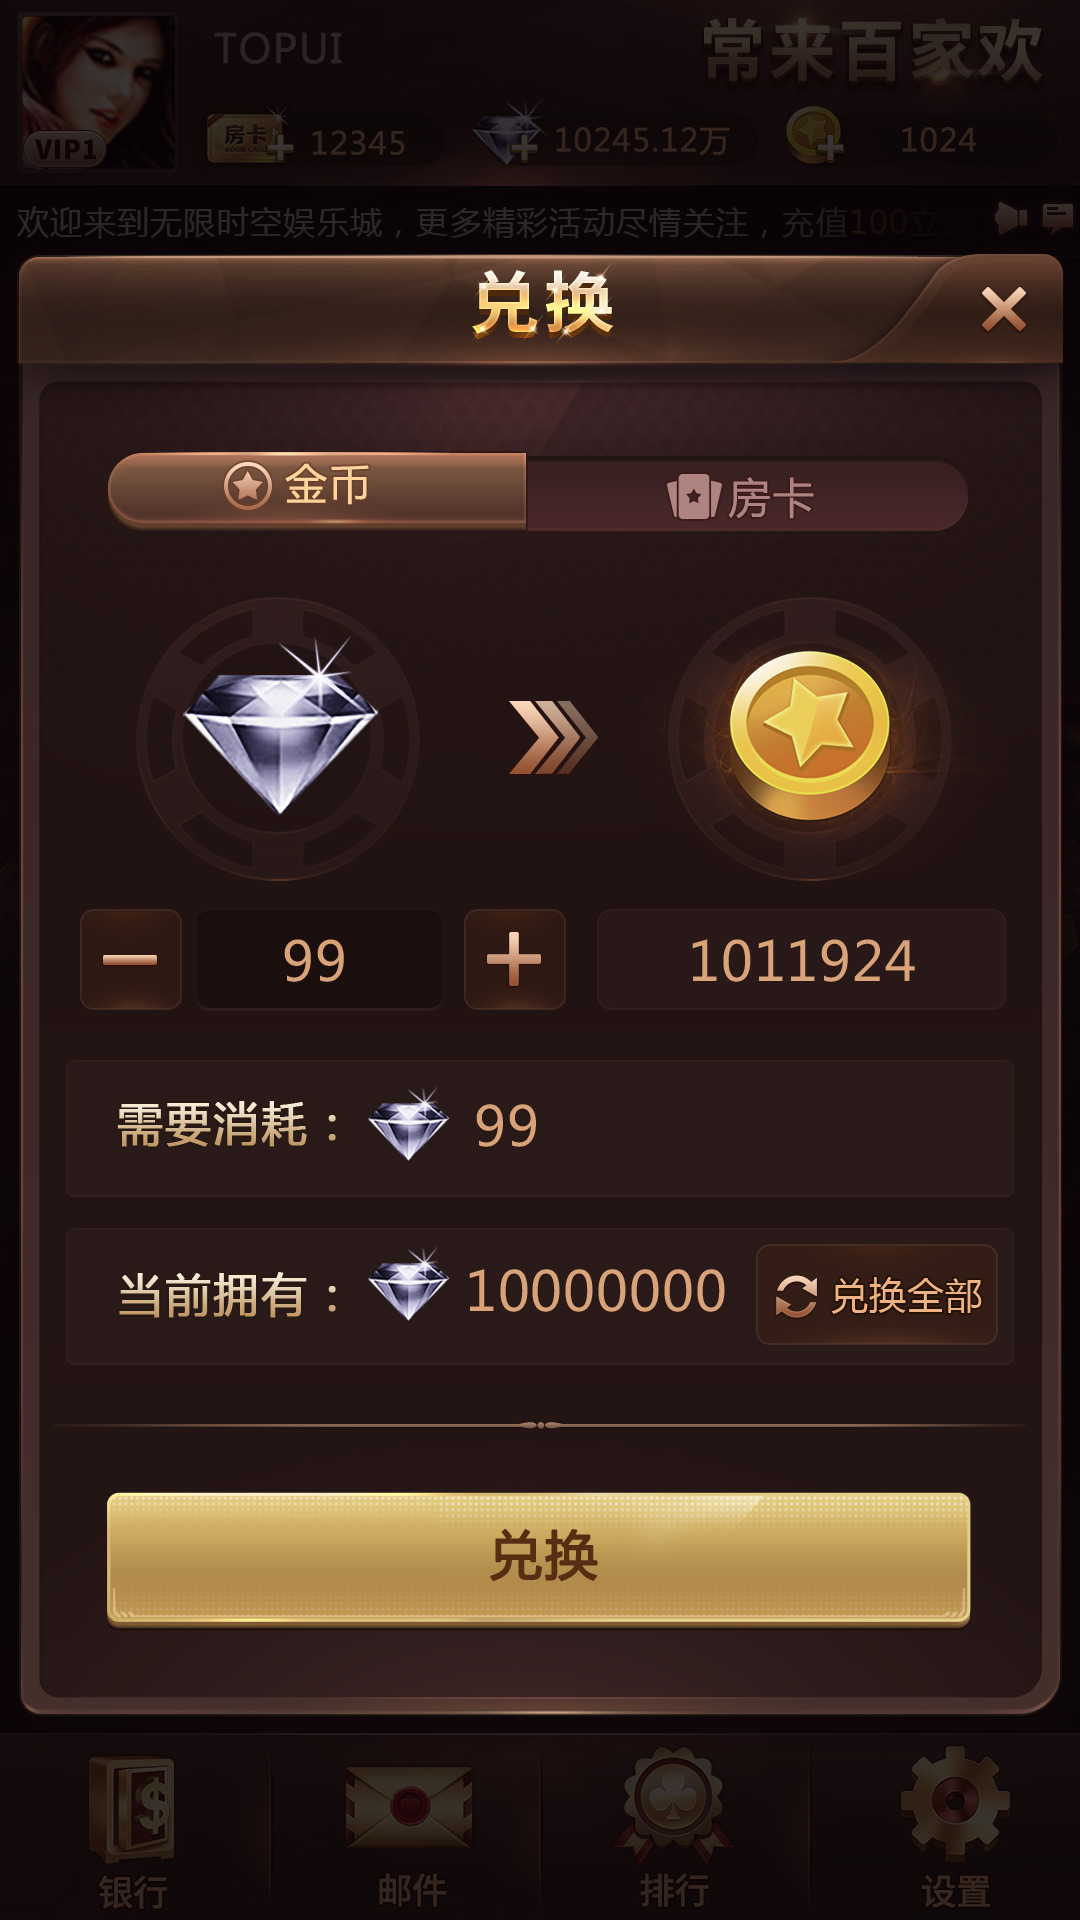 TOPUI
常来百家欢
VIP1
房卡
ROOM CARD
12345
10245.12万
1024
欢迎来到无限时空娱乐城，更多精彩活动尽情关注，充值100立
兑换
金币
房卡
99
1011924
需要消耗：
99
当前拥有：
10000000
兑换全部
兑换
银行
邮件
排行
设置